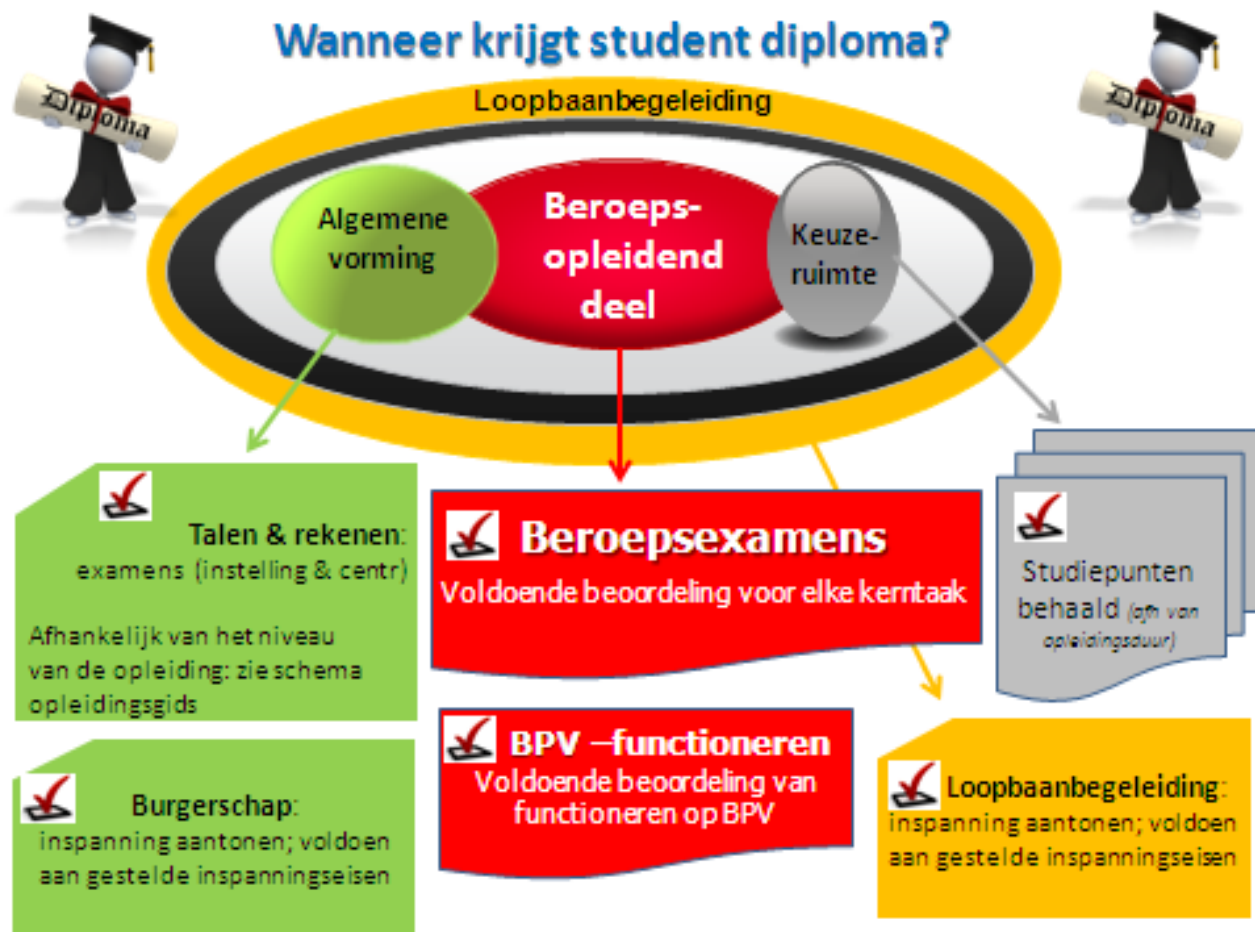 Wanneer krijgt student diploma?
Diploma
Diploma
Loopbaanbegeleiding
Algemene
vorming
Beroeps-
opleidend
deel
Keuze-
ruimte
Talen & rekenen:
examens (instelling & centr)
Afhankelijk van het niveau
van de opleiding: zie schema
opleidingsgids
Beroepsexamens
Voldoende beoordeling voor elke kerntaak
Studiepunten
behaald (afh van
opleidingsduur)
Burgerschap:
inspanning aantonen; voldoen
aan gestelde inspanningseisen
BPV –functioneren
Voldoende beoordeling van
functioneren op BPV
Loopbaanbegeleiding:
inspanning aantonen; voldoen
aan gestelde inspanningseisen